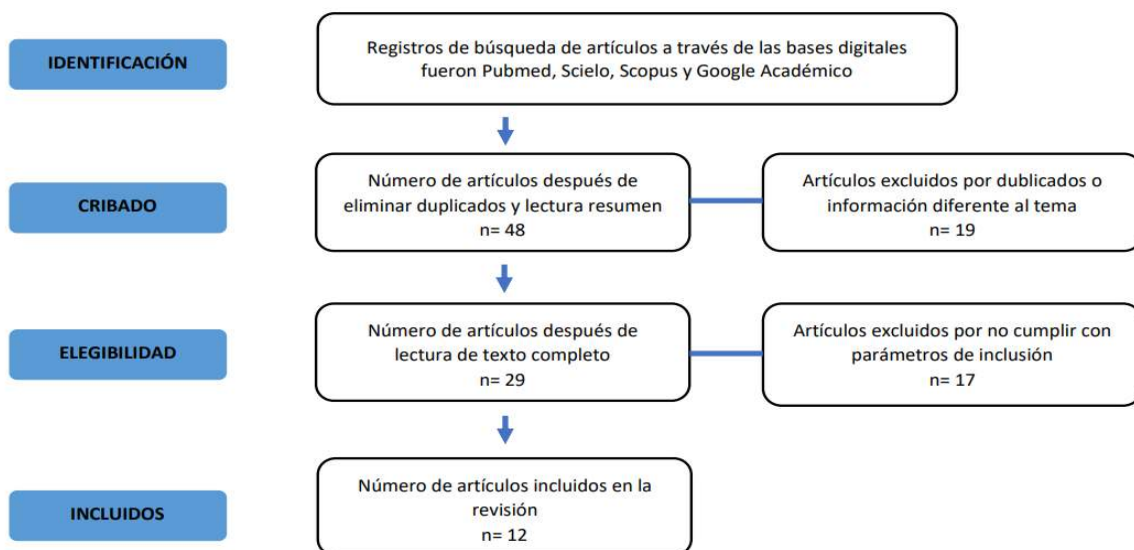 IDENTIFICACIÓN
Registros de búsqueda de artículos a través de las bases digitales
fueron Pubmed, Scielo, Scopus y Google Académico
CRIBADO
Número de artículos después de
eliminar duplicados y lectura resumen
n= 48
Artículos excluidos por dublicados o
información diferente al tema
n= 19
ELEGIBILIDAD
Número de artículos después de
lectura de texto completo
n= 29
Artículos excluidos por no cumplir con
parámetros de inclusión
n= 17
INCLUIDOS
Número de artículos incluidos en la
revisión
n= 12